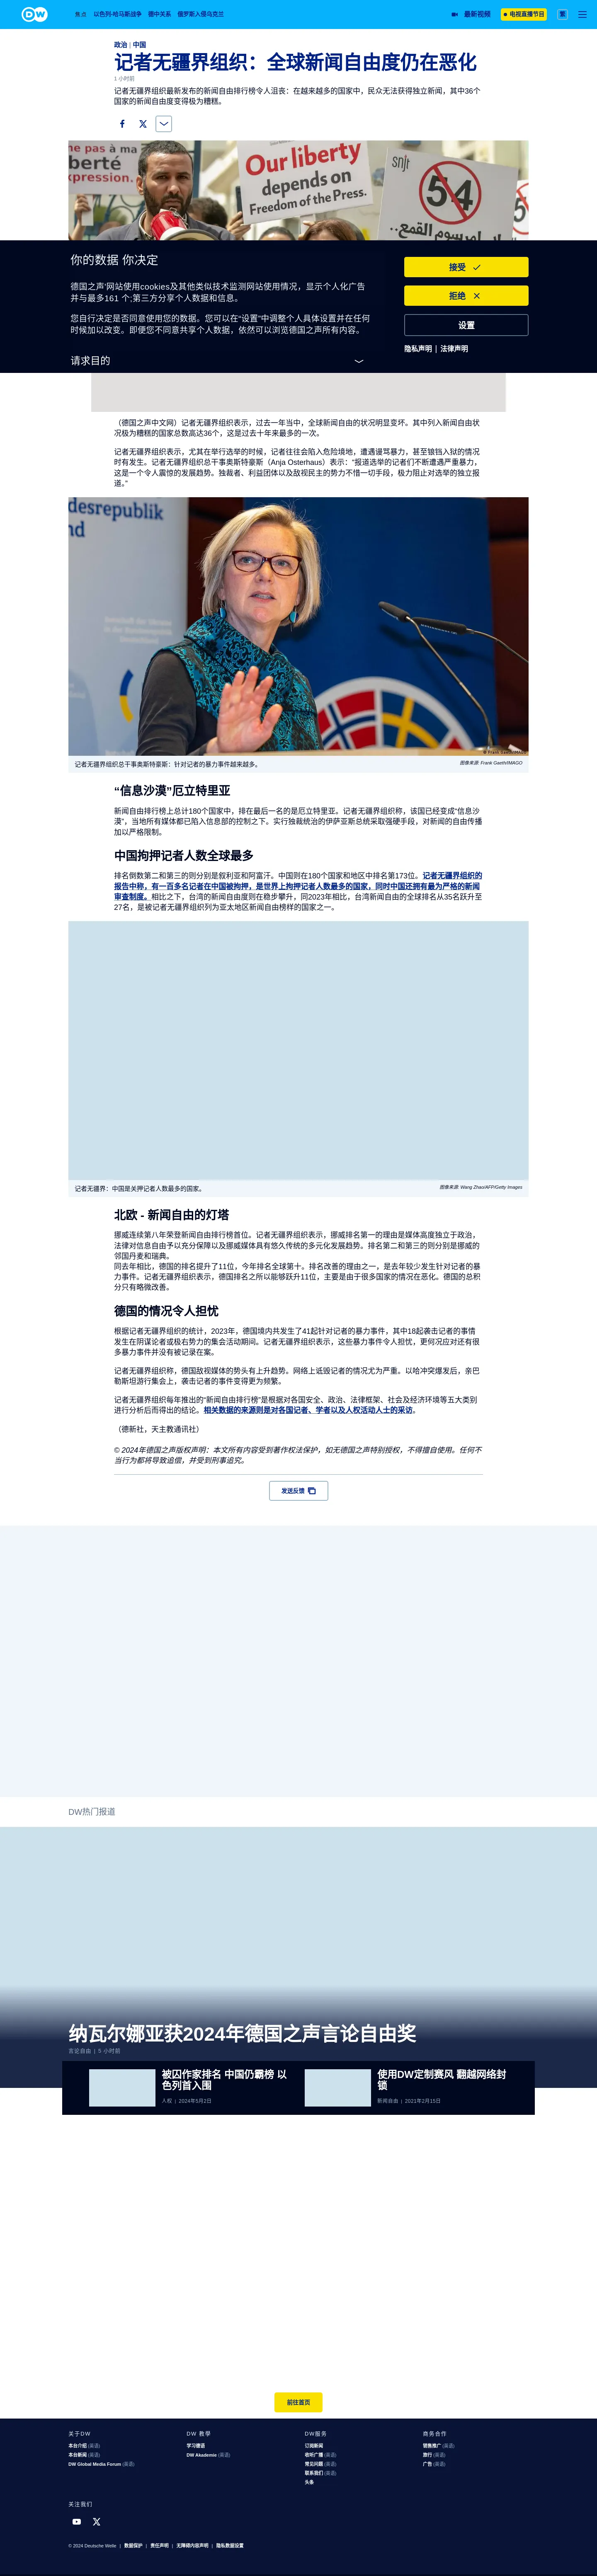 DW
焦点 以色列-哈马斯战争 德中关系 俄罗斯入侵乌克兰
最新视频
电视直播节目
繁
政治 | 中国
记者无疆界组织：全球新闻自由度仍在恶化
1 小时前
记者无疆界组织最新发布的新闻自由排行榜令人沮丧：在越来越多的国家中，民众无法获得独立新闻，其中36个
国家的新闻自由度变得极为糟糕。
Our liberty
depends on
Freedom of the Press.
ne pas à ma
berté
xpression.
snjt
54
你的数据 你决定
德国之声'网站使用cookies及其他类似技术监测网站使用情况，显示个人化广告
并与最多161 个;第三方分享个人数据和信息。
您自行决定是否同意使用您的数据。您可以在"设置"中调整个人具体设置并在任何
时候加以改变。即便您不同意共享个人数据，依然可以浏览德国之声所有内容。
请求目的
接受
拒绝
设置
隐私声明 | 法律声明
（德国之声中文网）记者无疆界组织表示，过去一年当中，全球新闻自由的状况明显变坏。其中列入新闻自由状
况极为糟糕的国家总数高达36个，这是过去十年来最多的一次。
记者无疆界组织表示，尤其在举行选举的时候，记者往往会陷入危险境地，遭遇谩骂暴力，甚至锒铛入狱的情况
时有发生。记者无疆界组织总干事奥斯特豪斯（Anja Osterhaus）表示："报道选举的记者们不断遭遇严重暴力，
这是一个令人震惊的发展趋势。独裁者、利益团体以及敌视民主的势力不惜一切手段，极力阻止对选举的独立报
道。"
desrepublik
記者无疆界组织总干事奥斯特豪斯：针对记者的暴力事件越来越多。
图像来源: Frank Gaeth/IMAGO
“信息沙漠”厄立特里亚
新闻自由排行榜上总计180个国家中，排在最后一名的是厄立特里亚。记者无疆界组织称，该国已经变成“信息沙
漠”，当地所有媒体都已陷入信息部的控制之下。实行独裁统治的伊萨亚斯总统采取强硬手段，对新闻的自由传播
加以严格限制。
中国拘押记者人数全球最多
排名倒数第二和第三的则分别是叙利亚和阿富汗。中国则在180个国家和地区中排名第173位。记者无疆界组织的
报告中称，有一百多名记者在中国被拘押，是世界上拘押记者人数最多的国家，同时中国还拥有最为严格的新闻
审查制度。相比之下，台湾的新闻自由度则在稳步攀升，同2023年相比，台湾新闻自由的全球排名从35名跃升至
27名，是被记者无疆界组织列为亚太地区新闻自由榜样的国家之一。
记者无疆界：中国是关押记者人数最多的国家。
图像来源: Wang Zhao/AFP/Getty Images
北欧 - 新闻自由的灯塔
挪威连续第八年荣登新闻自由排行榜首位。记者无疆界组织表示，挪威排名第一的理由是媒体高度独立于政治，
法律对信息自由予以充分保障以及挪威媒体具有悠久传统的多元化发展趋势。排名第二和第三的则分别是挪威的
邻国丹麦和瑞典。
同去年相比，德国的排名提升了11位，今年排名全球第十。排名改善的理由之一，是去年较少发生针对记者的暴
力事件。记者无疆界组织表示，德国排名之所以能够跃升11位，主要是由于很多国家的情况在恶化。德国的总积
分只有略微改善。
德国的情况令人担忧
根据记者无疆界组织的统计，2023年，德国境内共发生了41起针对记者的暴力事件，其中18起袭击记者的事情
发生在阴谋论者或极右势力的集会活动期间。记者无疆界组织表示，这些暴力事件令人担忧，更何况应对还有很
多暴力事件并没有被记录在案。
记者无疆界组织称，德国敌视媒体的势头有上升趋势。网络上诋毁记者的情况尤为严重。以哈冲突爆发后，亲巴
勒斯坦游行集会上，袭击记者的事件变得更为频繁。
记者无疆界组织每年推出的“新闻自由排行榜”是根据对各国安全、政治、法律框架、社会及经济环境等五大类别
进行分析后而得出的结论。相关数据的来源则是对各国记者、学者以及人权活动人士的采访。
（德新社，天主教通讯社）
© 2024年德国之声版权声明：本文所有内容受到著作权法保护，如无德国之声特别授权，不得擅自使用。任何不
当行为都将导致追偿，并受到刑事追究。
发送反馈
DW热门报道
纳瓦尔娜亚获2024年德国之声言论自由奖
言论自由 | 5 小时前
被囚作家排名 中国仍霸榜 以
色列首入围
人权 | 2024年5月2日
使用DW定制赛风 翻越网络封
锁
新闻自由 | 2021年2月15日
前往首页
关于DW
本台介绍 (英语)
本台新闻 (英语)
DW Global Media Forum (英语)
DW 教學
学习德语
DW Akademie (英语)
DW服务
订阅新闻
收听广播 (英语)
常见问题 (英语)
联系我们 (英语)
头条
商务合作
销售推广 (英语)
旅行 (英语)
广告 (英语)
关注我们
© 2024 Deutsche Welle | 数据保护 | 责任声明 | 无障碍内容声明 | 隐私数据设置